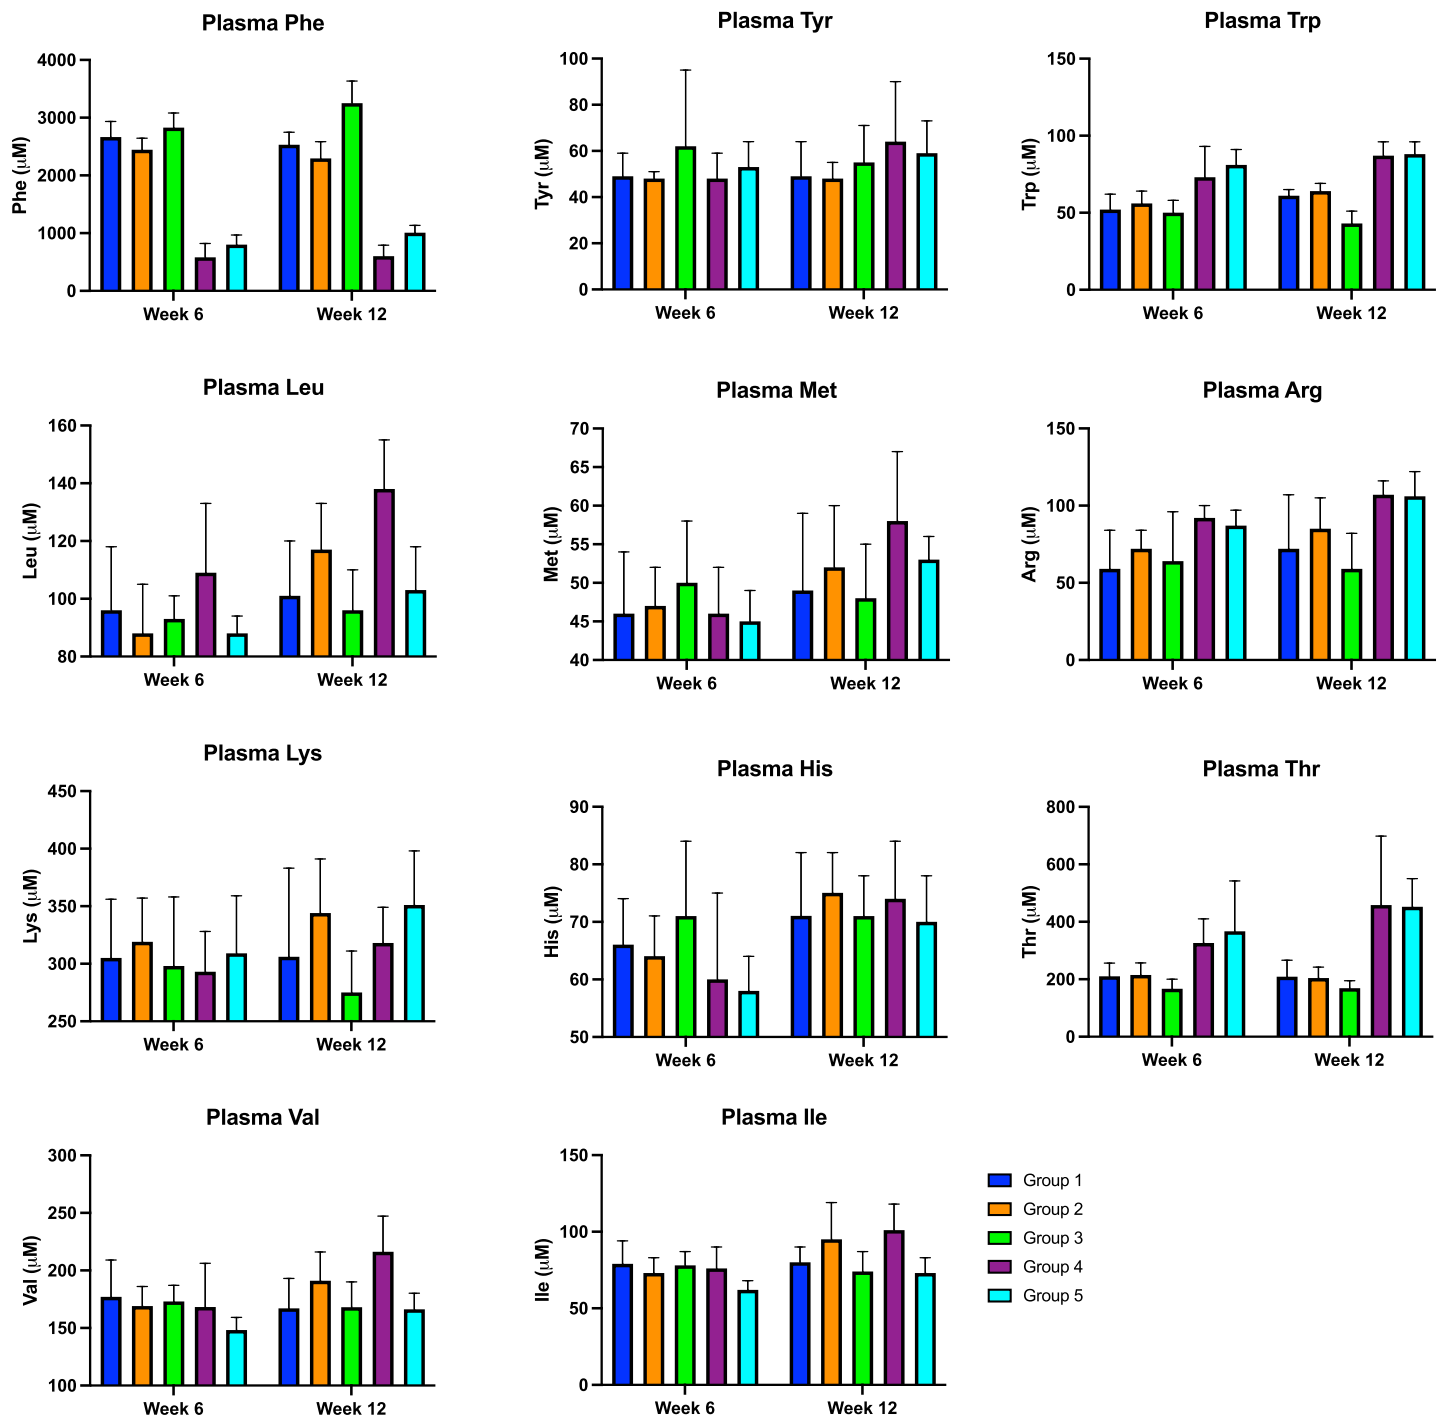 Plasma Phe
Phe (μM)
4000
3000
2000
1000
0
Week 6
Week 12
Plasma Tyr
Tyr (μM)
100
80
60
40
20
0
Week 6
Week 12
Plasma Trp
Trp (μM)
150
100
50
0
Week 6
Week 12
Plasma Leu
Leu (μM)
160
140
120
100
80
Week 6
Week 12
Plasma Met
Met (μM)
70
65
60
55
50
45
40
Week 6
Week 12
Plasma Arg
Arg (μM)
150
100
50
0
Week 6
Week 12
Plasma Lys
Lys (μM)
450
400
350
300
250
Week 6
Week 12
Plasma His
His (μM)
90
80
70
60
50
Week 6
Week 12
Plasma Thr
Thr (μM)
800
600
400
200
0
Week 6
Week 12
Plasma Val
Val (μM)
300
250
200
150
100
Week 6
Week 12
Plasma Ile
Ile (μM)
150
100
50
0
Week 6
Week 12
Group 1
Group 2
Group 3
Group 4
Group 5